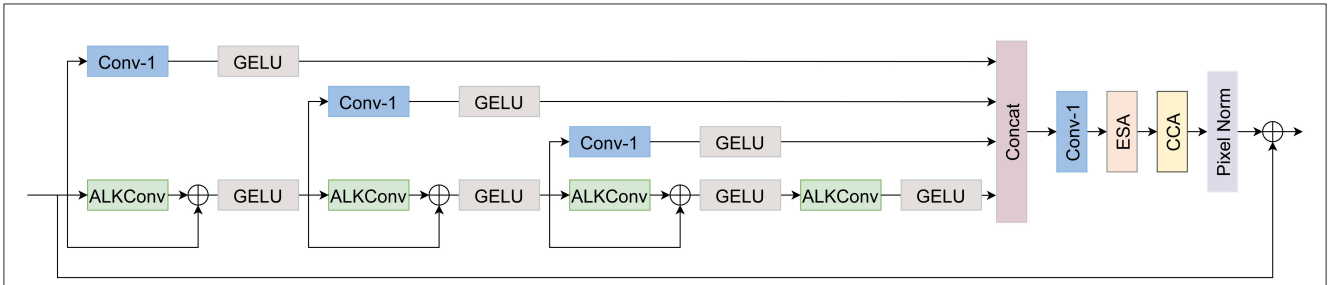 Conv-1
GELU
Conv-1
GELU
Conv-1
GELU
ALKConv
GELU
ALKConv
GELU
ALKConv
GELU
ALKConv
GELU
Concat
Conv-1
ESA
CCA
Pixel Norm